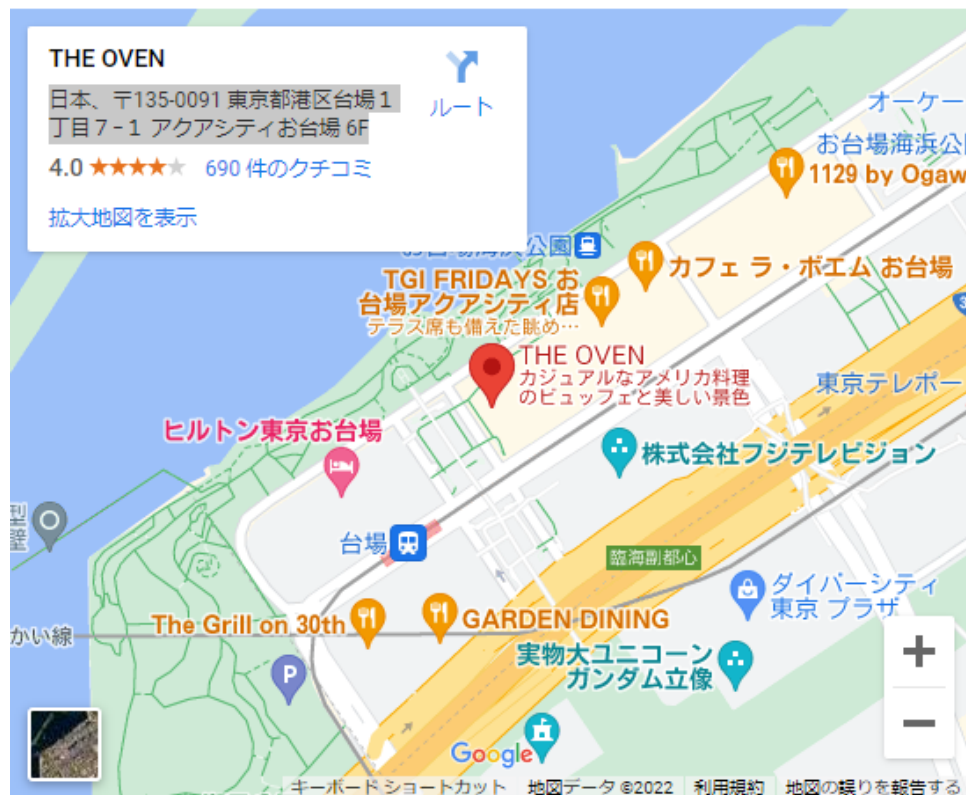 THE OVEN
日本、〒135-0091 東京都港区台場1
丁目7-1 アクアシティお台場 6F
ルート
4.0 ★★★★★ 690 件のクチコミ
拡大地図を表示
オーケー
お台場海浜公
1129 by Ogaw
お台場海浜公園
カフェ ラ・ボエム お台場
TGI FRIDAYS お
台場アクアシティ店
テラス席も備えた眺め…
THE OVEN
カジュアルなアメリカ料理
のビュッフェと美しい景色
東京テレポー
ヒルトン東京お台場
株式会社フジテレビジョン
型
壁
台場
臨海副都心
ダイバーシティ
東京 プラザ
The Grill on 30th
GARDEN DINING
かい線
実物大ユニコーン
ガンダム立像
P
+
−
Google
キーボード ショートカット
地図データ ©2022
利用規約
地図の誤りを報告する